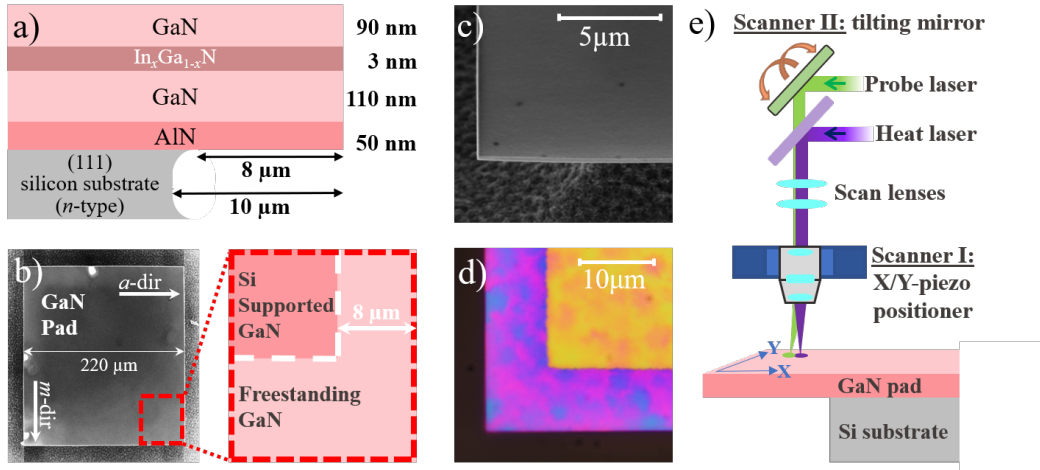 a)
GaN
90 nm
InₓGa₁₋ₓN
3 nm
GaN
110 nm
AlN
50 nm
(111)
silicon substrate
(n-type)
8 µm
10 µm
b)
GaN
Pad
a-dir
220 µm
m-dir
Si
Supported
GaN
8 µm
Freestanding
GaN
c)
5µm
d)
10µm
e)
Scanner II: tilting mirror
Probe laser
Heat laser
Scan lenses
Scanner I:
X/Y-piezo
positioner
Y
X
GaN pad
Si substrate